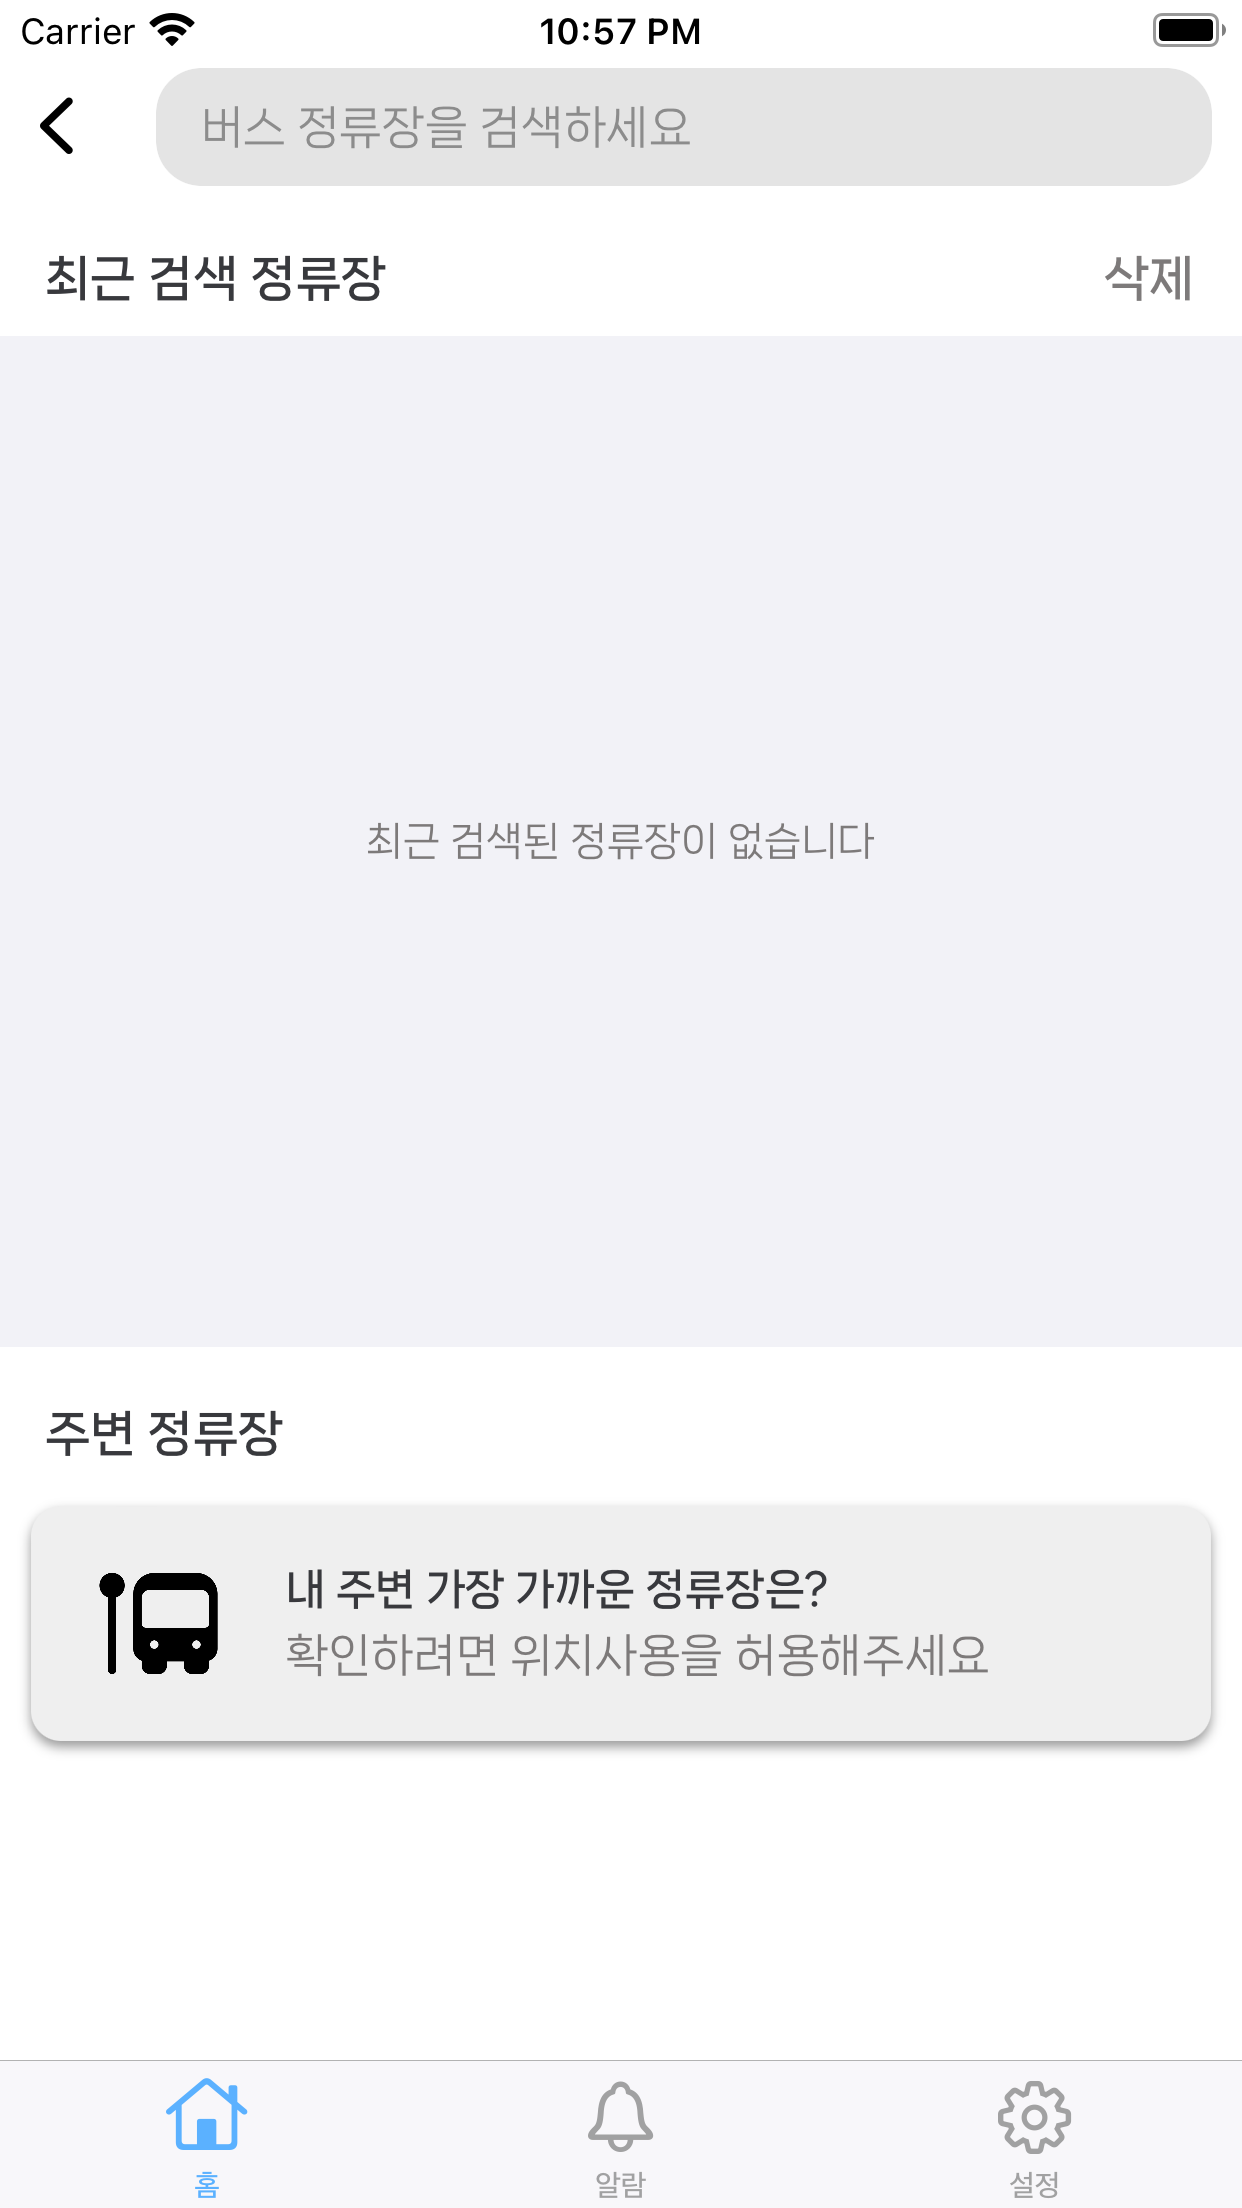 Carrier 10:57 PM
버스 정류장을 검색하세요
최근 검색 정류장 삭제
최근 검색된 정류장이 없습니다
주변 정류장
내 주변 가장 가까운 정류장은?
확인하려면 위치사용을 허용해주세요
홈 알람 설정